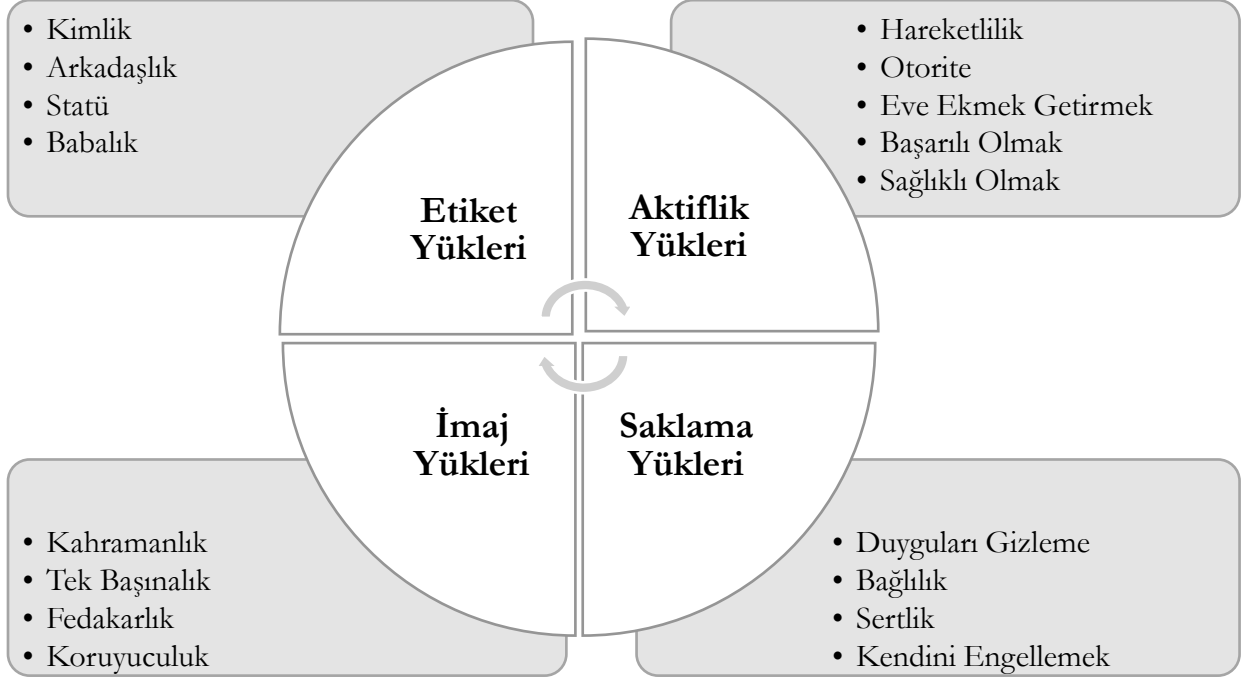 • Kimlik
• Arkadaşlık
• Statü
• Babalık
• Hareketlilik
• Otorite
• Eve Ekmek Getirmek
• Başarılı Olmak
• Sağlıklı Olmak
Etiket
Yükleri
Aktiflik
Yükleri
İmaj
Yükleri
Saklama
Yükleri
• Kahramanlık
• Tek Başınalık
• Fedakarlık
• Koruyuculuk
• Duyguları Gizleme
• Bağlılık
• Sertlik
• Kendini Engellemek